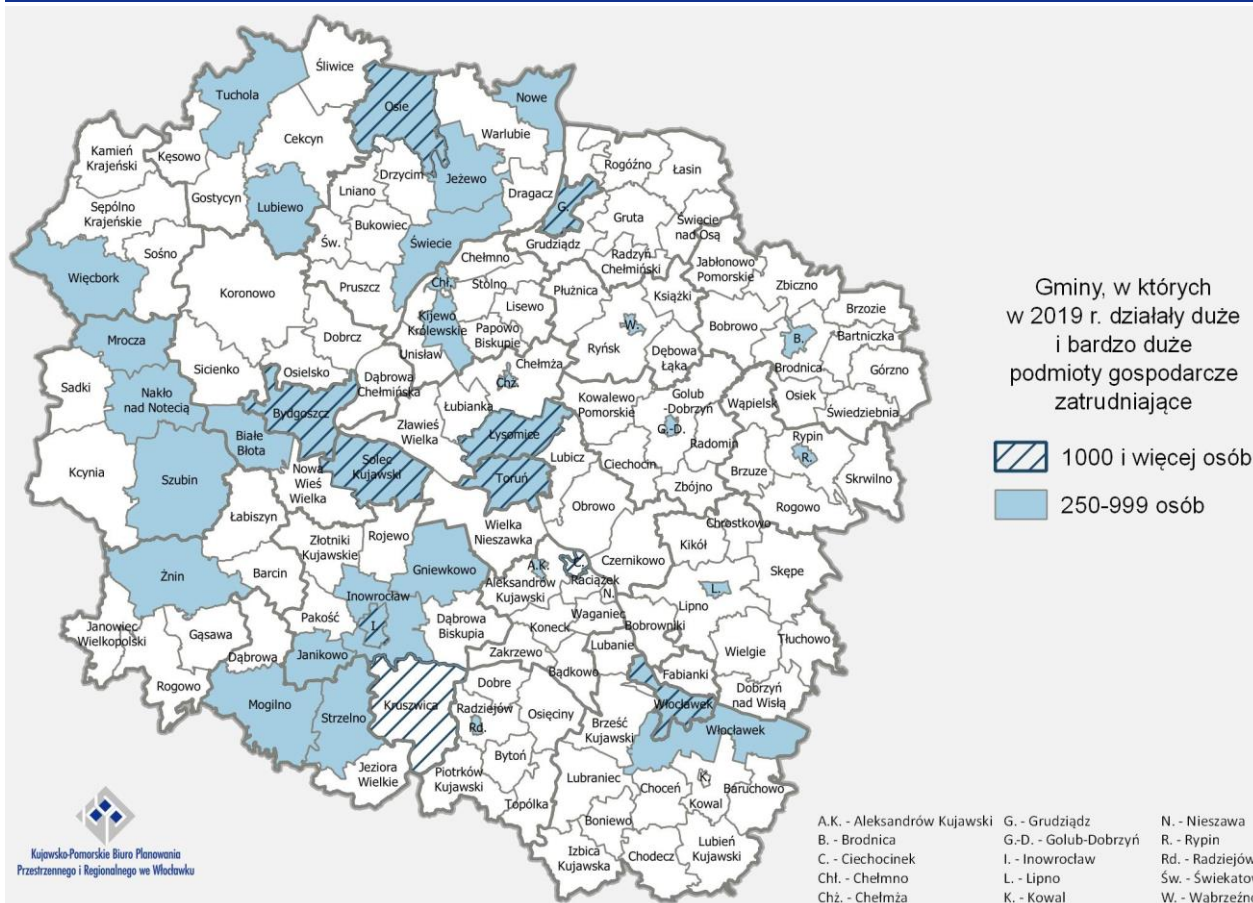 Śliwice
Tuchola
Osie
Nowe
Cekcyn
Warlubie
Kamień
Krajeński
Kęsowo
Rogóźno
Łasin
Drzycim
Jeżewo
Gostycyn
Lniano
Dragacz
Lubiewo
G.
Sępólno
Krajeńskie
Bukowiec
Gruta
Świecie
nad Osą
Św.
Świecie
Grudziądz
Sośno
Radzyń
Chełmiński
Chełmno
Jabłonowo
Pomorskie
Więcbork
Zbiczno
Chł.
Stolno
Płużnica
Książki
Koronowo
Pruszcz
Lisewo
Brzozie
Kijewo
Królewskie
W.
Bobrowo
Papowo
Biskupie
B.
Bartniczka
Mrocza
Dobrcz
Unisław
Ryńsk
Dębowa
Łąka
Brodnica
Górzno
Sicienko
Osielsko
Dąbrowa
Chełmińska
Chełmża
Chż.
Sadki
Nakło
nad Notecią
Łubianka
Kowalewo
Pomorskie
Golub
-Dobrzyń
Wąpielsk
Osiek
Świedziebnia
Bydgoszcz
Zławieś
Wielka
Łysomice
G.-D.
Radomin
Rypin
R.
Białe
Błota
Solec
Kujawski
Lubicz
Ciechocin
Brzuze
Skrwilno
Kcynia
Szubin
Nowa
Wieś
Wielka
Toruń
Zbójno
Rogowo
Łabiszyn
Obrowo
Wielka
Nieszawka
Chrostkowo
Złotniki
Kujawskie
Rojewo
Kikół
Czernikowo
Skępe
Żnin
Barcin
Gniewkowo
A.K.
C.
Raciążek
Aleksandrów
Kujawski
N.
L.
Inowrocław
Lipno
Pakość
I.
Dąbrowa
Biskupia
Waganiec
Janowiec
Wielkopolski
Gąsawa
Koneck
Bobrowniki
Tłuchowo
Dąbrowa
Janikowo
Zakrzewo
Lubanie
Wielgie
Bądkowo
Fabianki
Rogowo
Dobre
Dobrzyń
nad Wisłą
Mogilno
Strzelno
Kruszwica
Radziejów
Osięciny
Włocławek
Rd.
Brześć
Kujawski
Włocławek
Bytoń
Jeziora
Wielkie
Piotrków
Kujawski
Lubraniec
Choceń
K.
Baruchowo
Kowal
Topólka
Boniewo
Izbica
Kujawska
Chodecz
Lubień
Kujawski
Gminy, w których
w 2019 r. działały duże
i bardzo duże
podmioty gospodarcze
zatrudniające
1000 i więcej osób
250-999 osób
Kujawsko-Pomorskie Biuro Planowania
Przestrzennego i Regionalnego we Włocławku
A.K. - Aleksandrów Kujawski
B. - Brodnica
C. - Ciechocinek
Chł. - Chełmno
Chż. - Chełmża
G. - Grudziądz
G.-D. - Golub-Dobrzyń
I. - Inowrocław
L. - Lipno
K. - Kowal
N. - Nieszawa
R. - Rypin
Rd. - Radziejów
Św. - Świekatow
W. - Wąbrzeźno